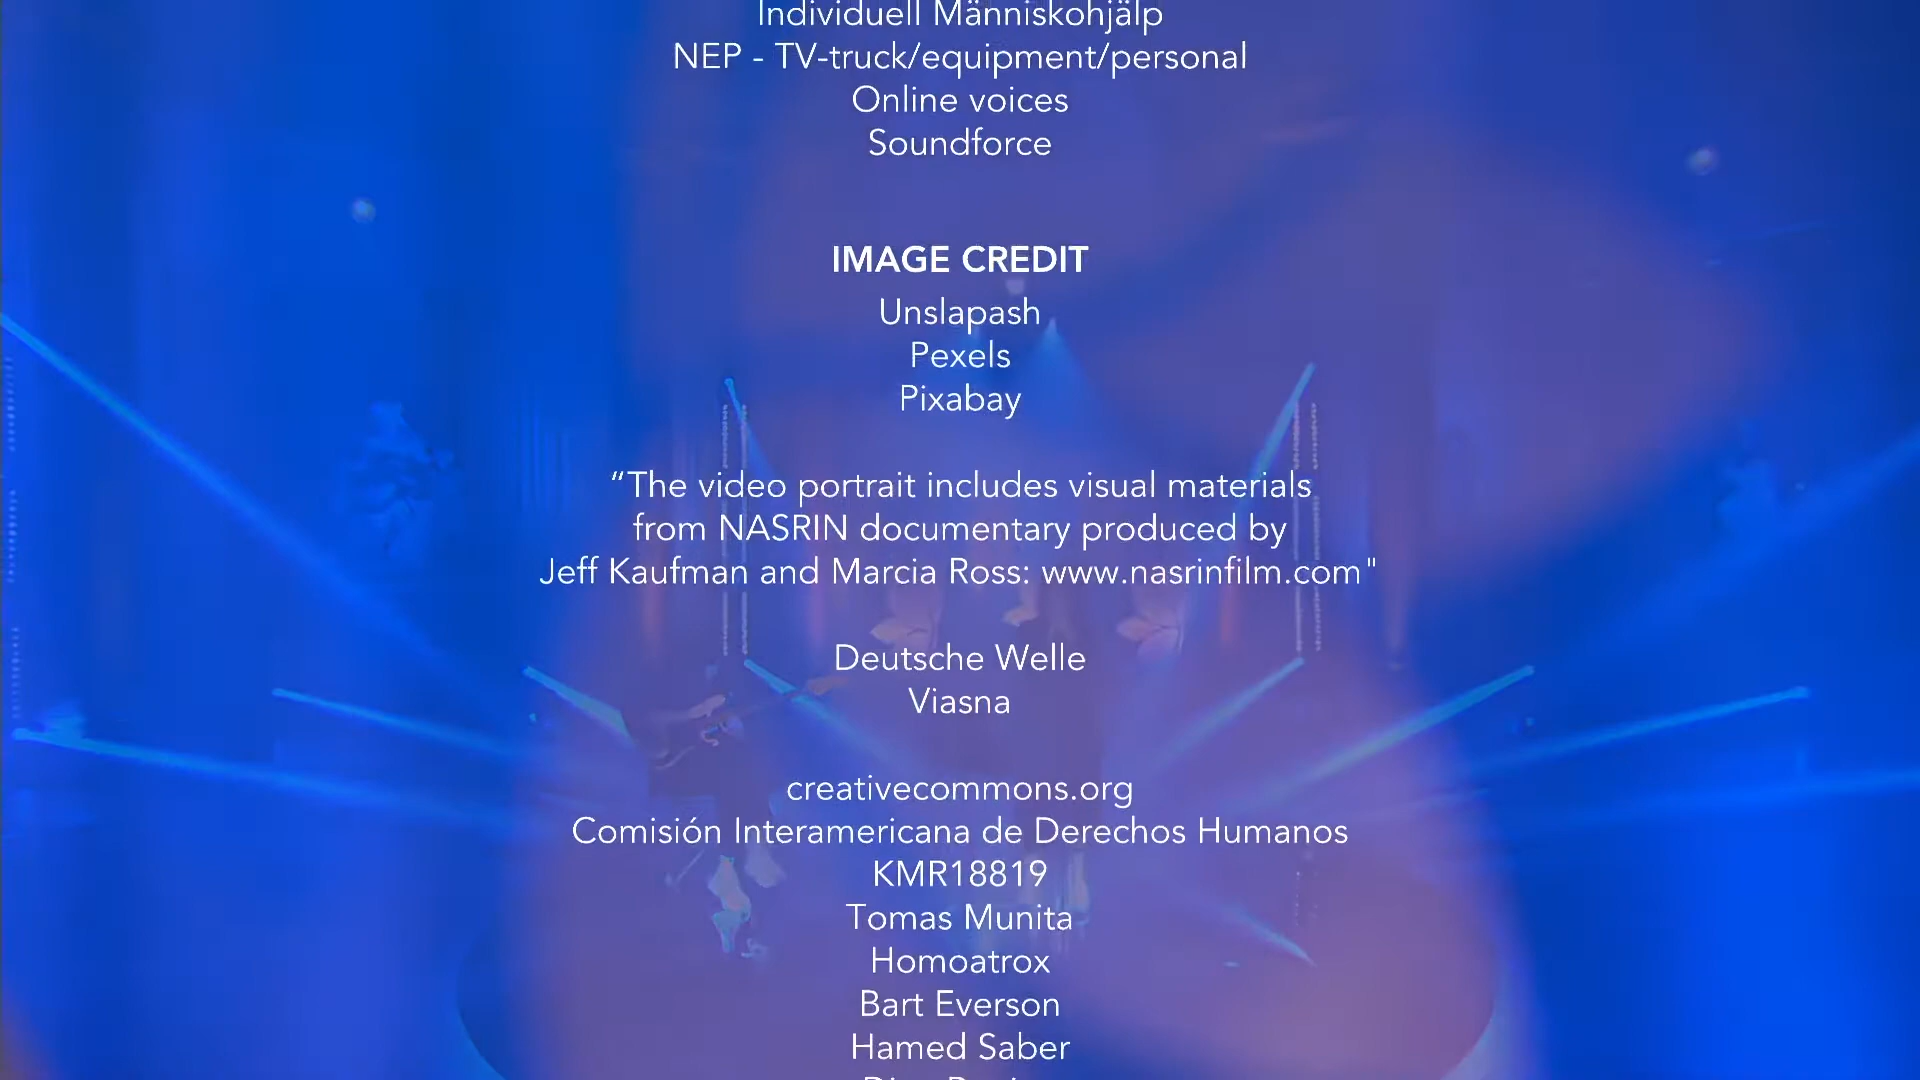 Individuell Människohjälp
NEP - TV-truck/equipment/personal
Online voices
Soundforce
IMAGE CREDIT
Unslapash
Pexels
Pixabay
“The video portrait includes visual materials
from NASRIN documentary produced by
Jeff Kaufman and Marcia Ross: www.nasrinfilm.com"
Deutsche Welle
Viasna
creativecommons.org
Comisión Interamericana de Derechos Humanos
KMR18819
Tomas Munita
Homoatrox
Bart Everson
Hamed Saber